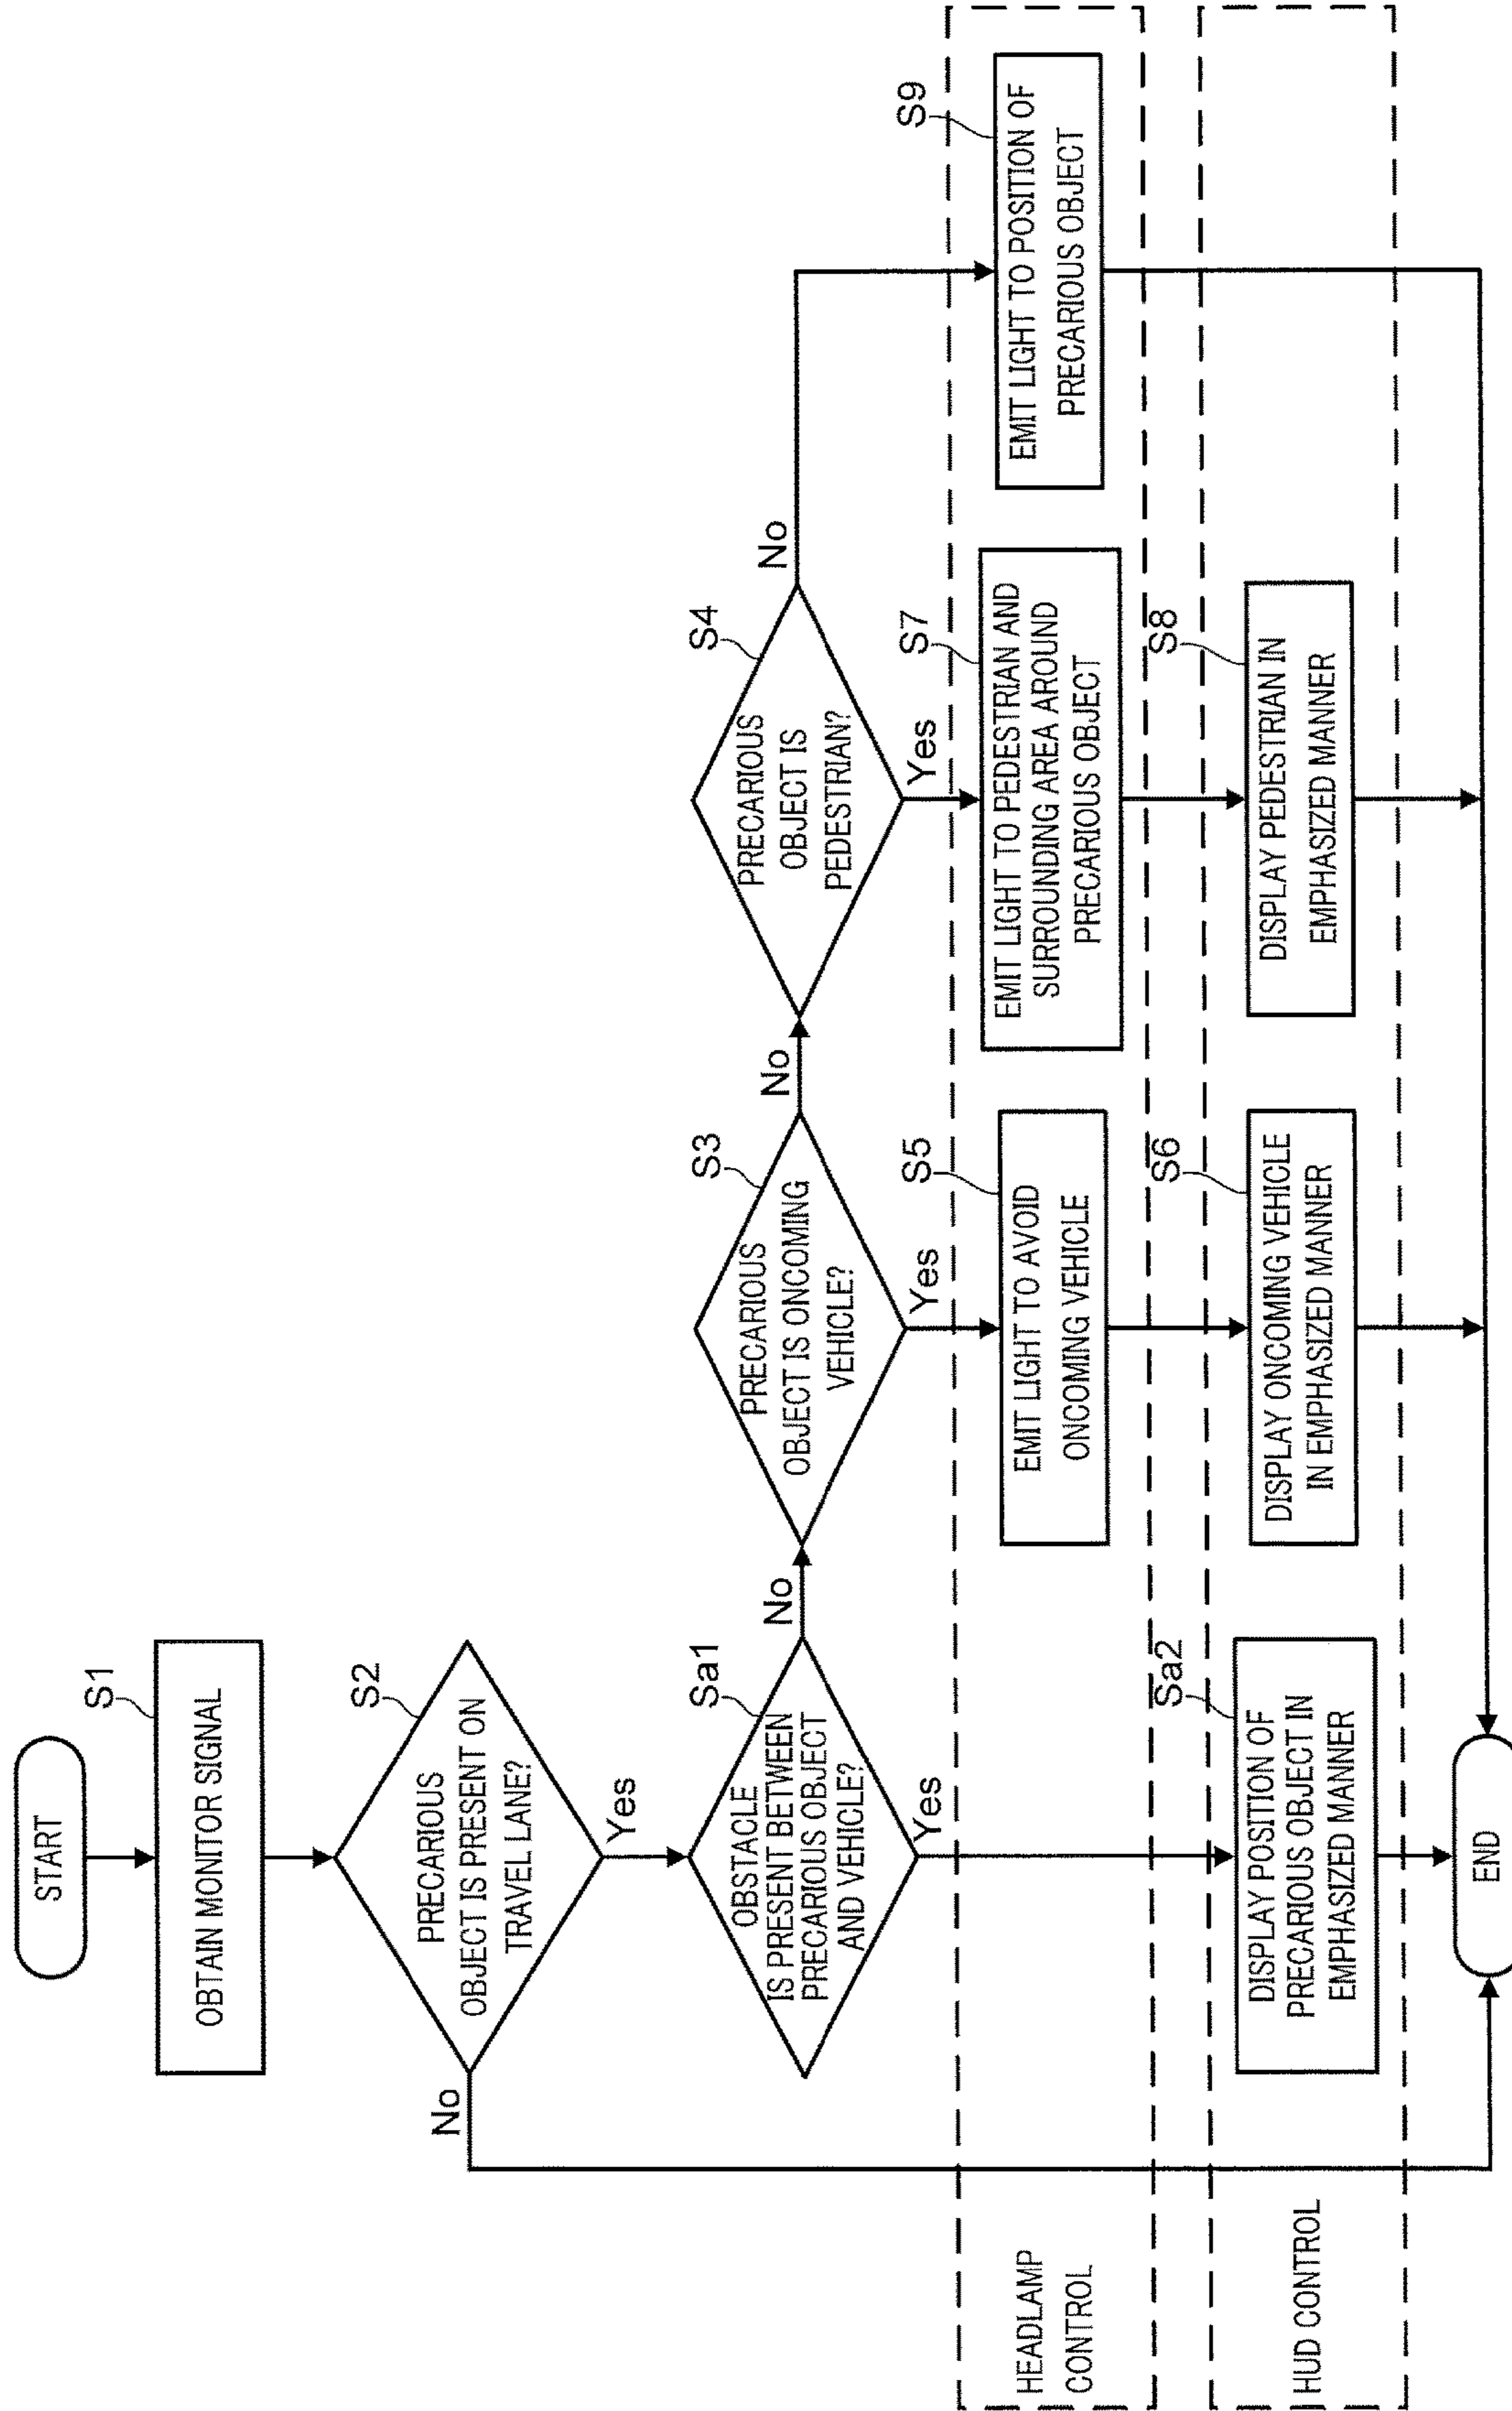 START
S1
OBTAIN MONITOR SIGNAL
S2
PRECARIOUS
OBJECT IS PRESENT ON
TRAVEL LANE?
No
Yes
Sa1
OBSTACLE
IS PRESENT BETWEEN
PRECARIOUS OBJECT
AND VEHICLE?
No
Yes
S3
PRECARIOUS
OBJECT IS ONCOMING
VEHICLE?
No
Yes
S4
PRECARIOUS
OBJECT IS
PEDESTRIAN?
No
Yes
HEADLAMP
CONTROL
S5
EMIT LIGHT TO AVOID
ONCOMING VEHICLE
S7
EMIT LIGHT TO PEDESTRIAN AND
SURROUNDING AREA AROUND
PRECARIOUS OBJECT
S9
EMIT LIGHT TO POSITION OF
PRECARIOUS OBJECT
HUD CONTROL
Sa2
DISPLAY POSITION OF
PRECARIOUS OBJECT IN
EMPHASIZED MANNER
S6
DISPLAY ONCOMING VEHICLE
IN EMPHASIZED MANNER
S8
DISPLAY PEDESTRIAN IN
EMPHASIZED MANNER
END